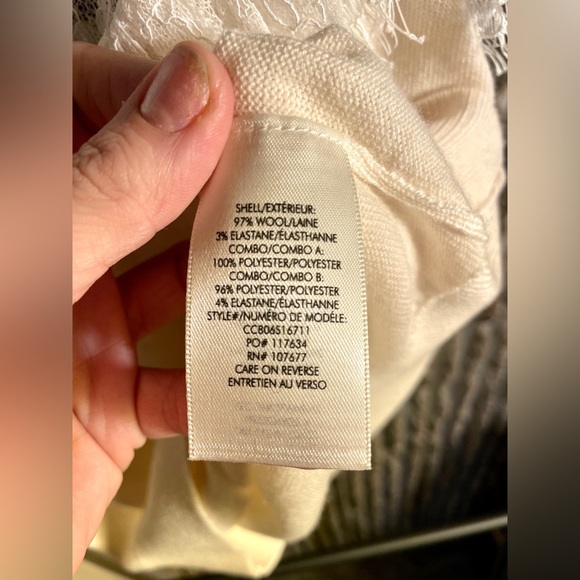 SHELL/EXTÉRIEUR:
97% WOOL/LAINE
3% ELASTANE/ÉLASTHANNE
COMBO/COMBO A:
100% POLYESTER/POLYESTER
COMBO/COMBO B:
96% POLYESTER/POLYESTER
4% ELASTANE/ÉLASTHANNE
STYLE#/NUMÉRO DE MODÈLE:
CCB06S16711
PO# 117634
RN# 107677
CARE ON REVERSE
ENTRETIEN AU VERSO